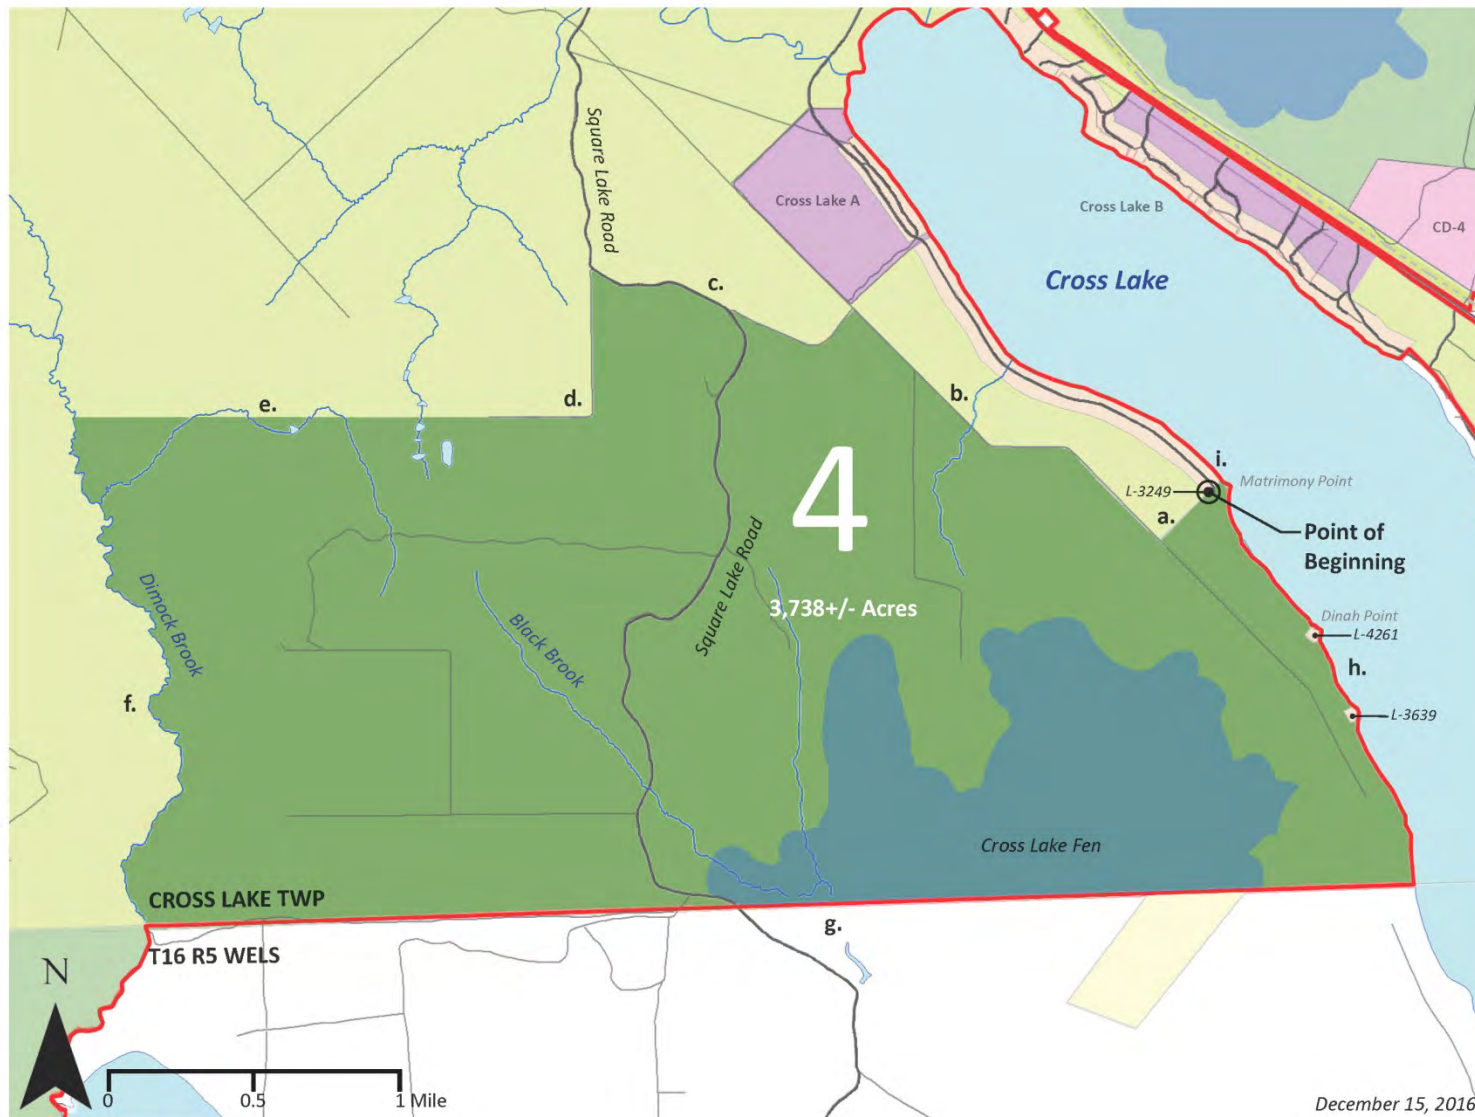 Square Lake Road
Cross Lake A
Cross Lake B
CD-4
Cross Lake
c.
b.
d.
e.
i.
Matrimony Point
L-3249
a.
Point of
Beginning
4
3,738+/- Acres
Square Lake Road
Dimock Brook
Black Brook
Dinah Point
L-4261
h.
L-3639
f.
Cross Lake Fen
CROSS LAKE TWP
g.
T16 R5 WELS
N
0 0.5 1 Mile
December 15, 2016